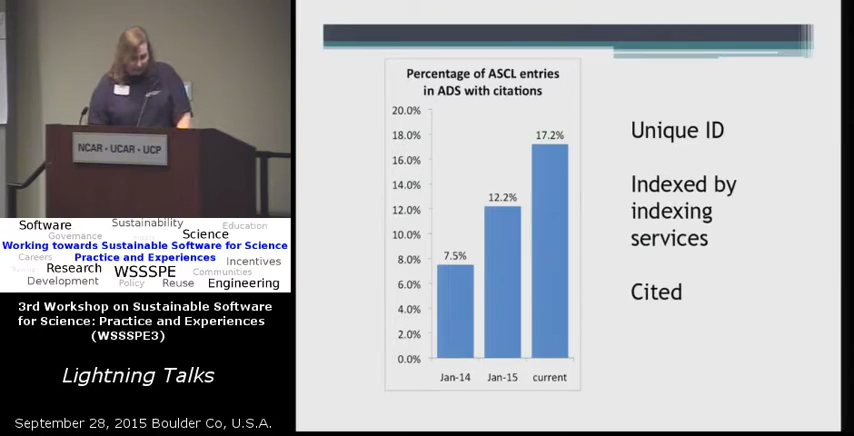 NCAR - UCAR - UCP
Software
Sustainability
Education
Governance
Science
Working towards Sustainable Software for Science
Practice and Experiences
Careers
Incentives
Research
WSSSPE
Communities
Development
Policy
Reuse
Engineering
3rd Workshop on Sustainable Software
for Science: Practice and Experiences
(WSSSPE3)
Lightning Talks
September 28, 2015 Boulder Co, U.S.A.
Percentage of ASCL entries
in ADS with citations
20.0%
18.0%
16.0%
14.0%
12.0%
10.0%
8.0%
6.0%
4.0%
2.0%
0.0%
7.5%
12.2%
17.2%
Jan-14
Jan-15
current
Unique ID
Indexed by
indexing
services
Cited